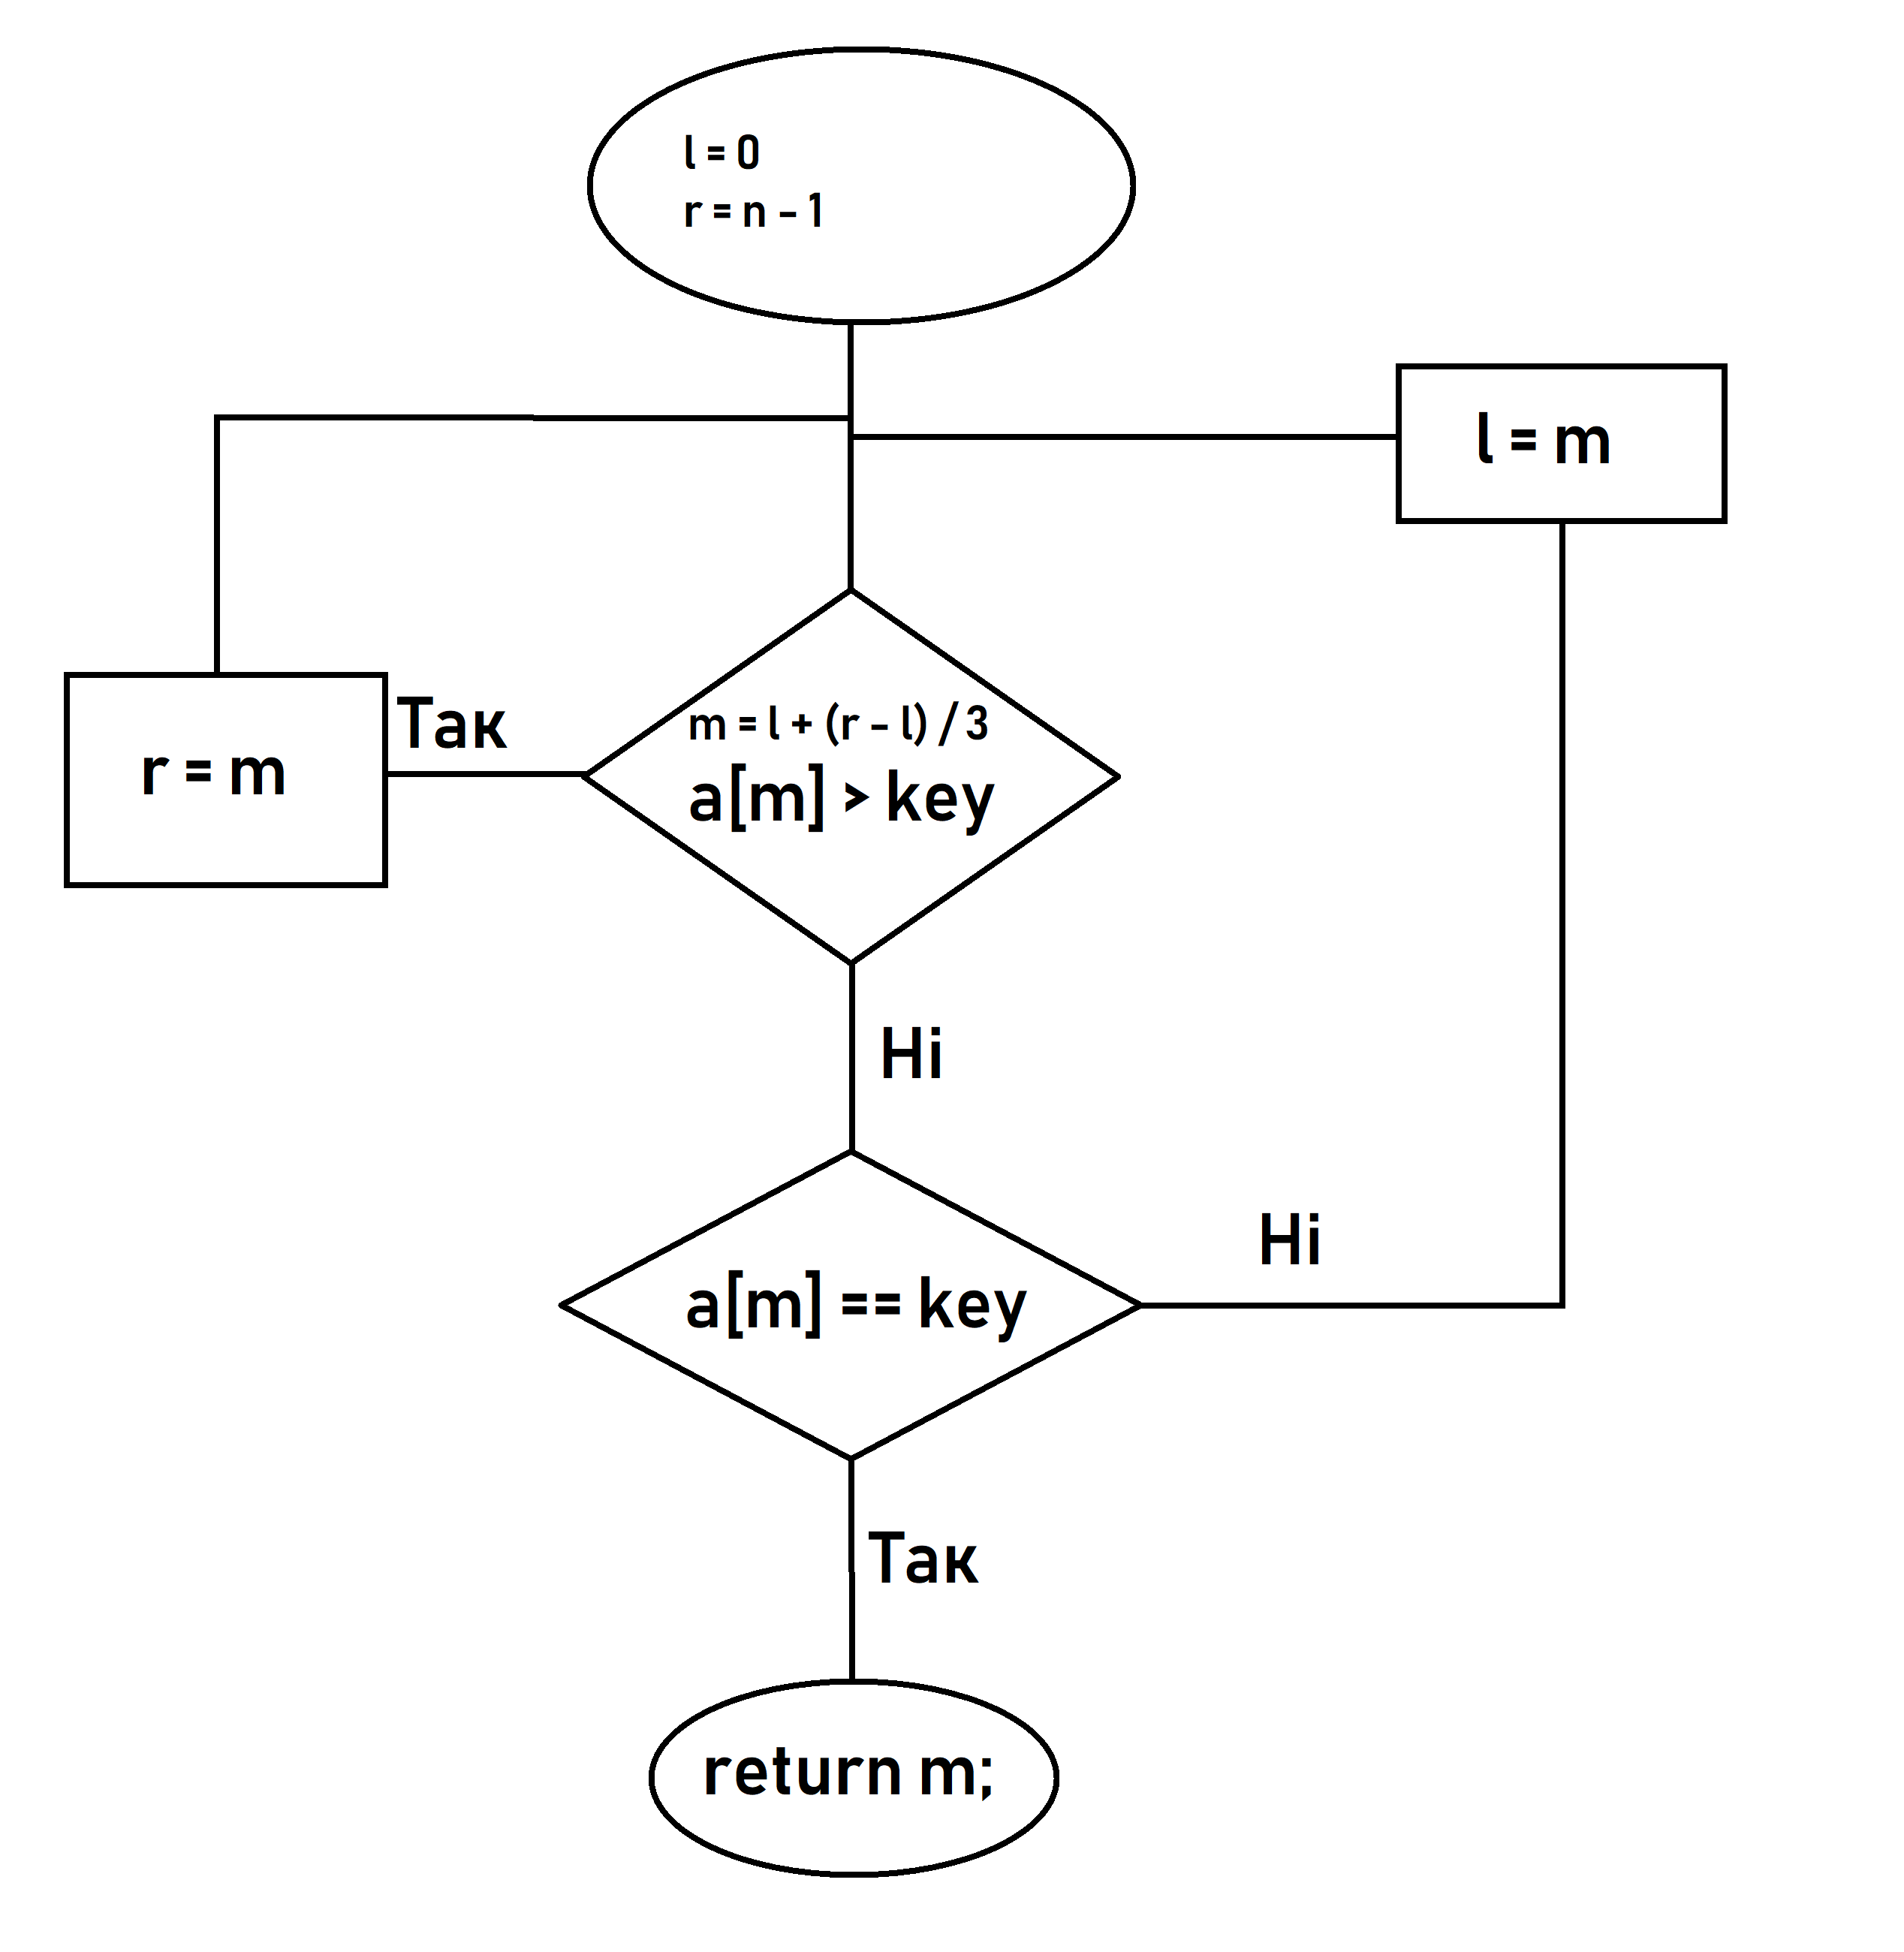 l = 0
r = n - 1
l = m
Так
r = m
m = l + (r - l) / 3
a[m] > key
Ні
Ні
a[m] == key
Так
return m;